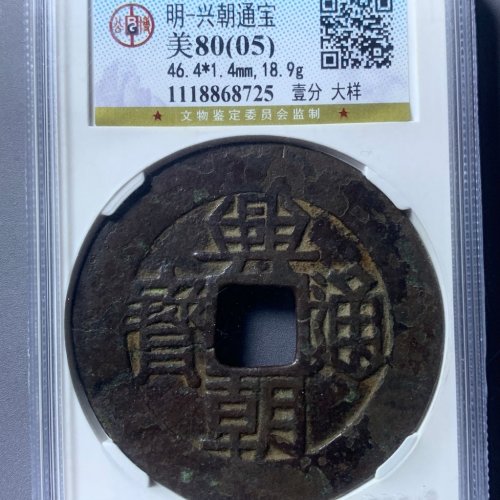 明-兴朝通宝
美80(05)
46.4*1.4mm,18.9g
1118868725 壹分 大样
★ 文物鉴定委员会监制 ★
興
寶 通
朝